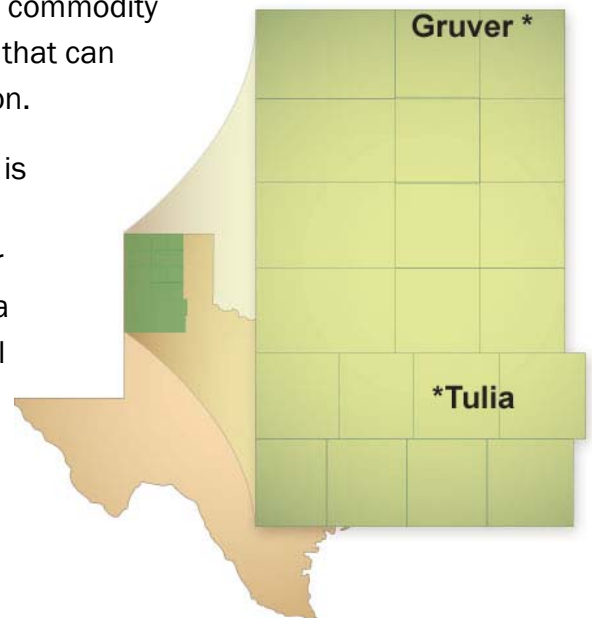 commodity
that can
on.
is
r
a
l
Gruver *
*Tulia